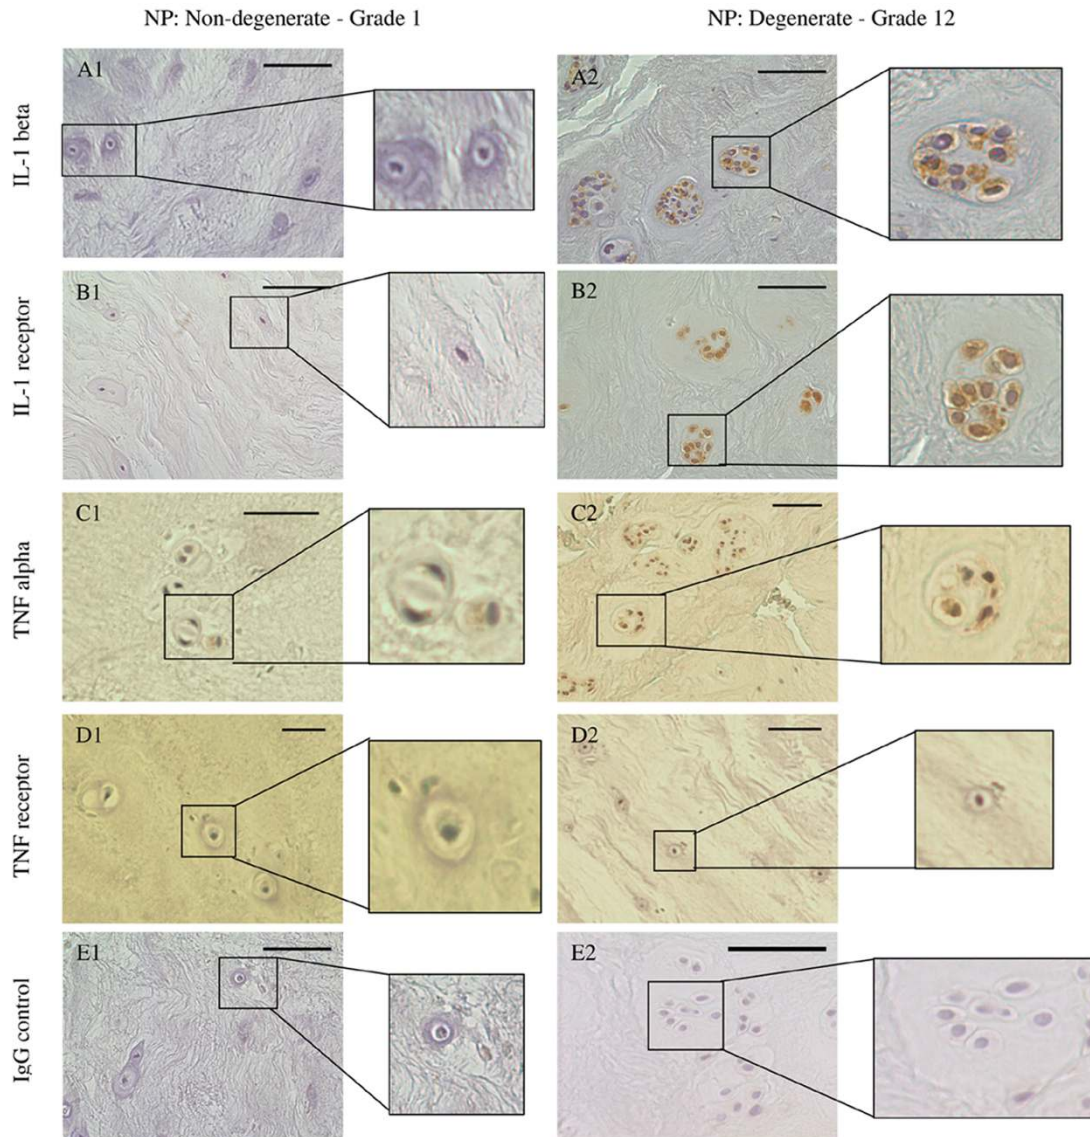 NP: Non-degenerate - Grade 1
NP: Degenerate - Grade 12
IL-1 beta
A1
A2
IL-1 receptor
B1
B2
TNF alpha
C1
C2
TNF receptor
D1
D2
IgG control
E1
E2